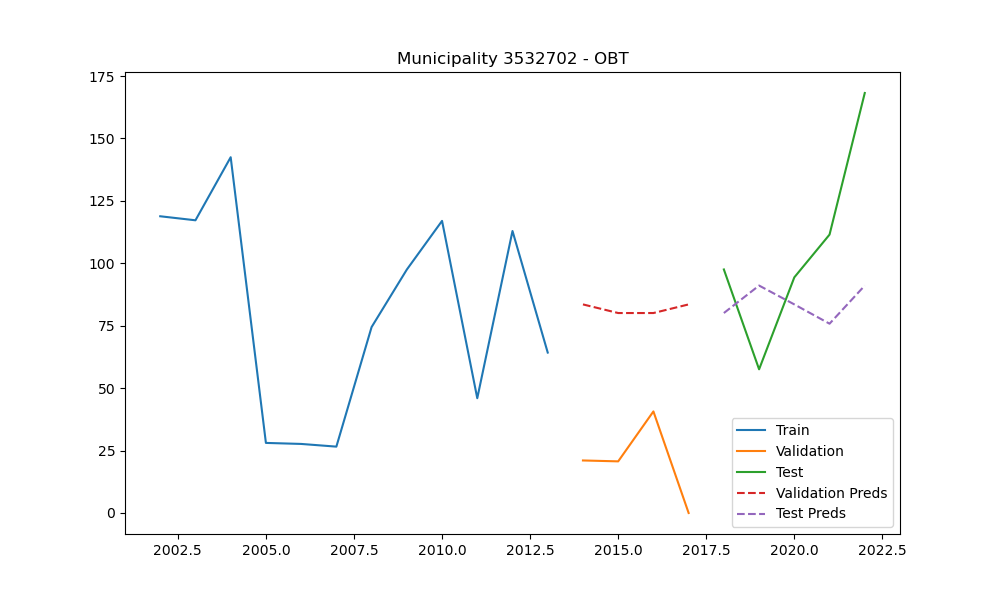 Municipality 3532702 - OBT
175
150
125
100
75
50
25
0
2002.5 2005.0 2007.5 2010.0 2012.5 2015.0 2017.5 2020.0 2022.5
Train
Validation
Test
Validation Preds
Test Preds